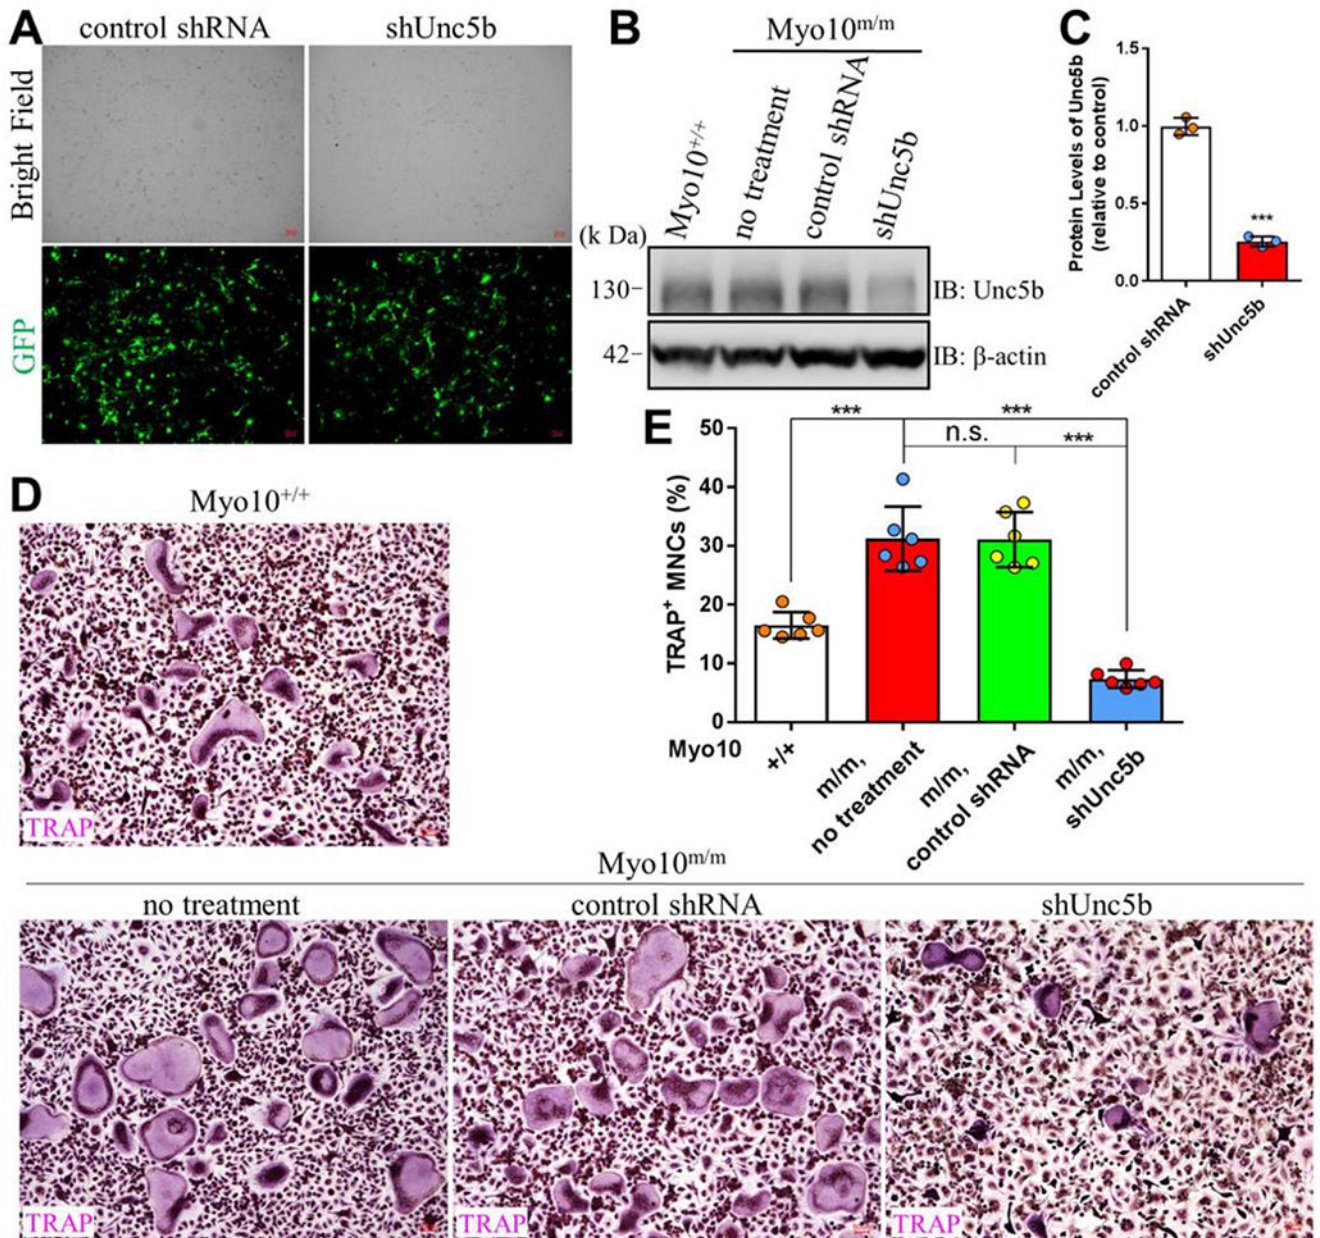 A
control shRNA
shUnc5b
Bright Field
GFP
B
Myo10m/m
Myo10+/+
no treatment
control shRNA
shUnc5b
(k Da)
130
IB: Unc5b
42
IB: β-actin
C
Protein Levels of Unc5b
(relative to control)
1.5
1.0
0.5
0.0
***
control shRNA
shUnc5b
D
Myo10+/+
TRAP
E
TRAP+ MNCs (%)
50
40
30
20
10
0
***
***
n.s.
***
Myo10
+/+
m/m,
no treatment
m/m,
control shRNA
m/m,
shUnc5b
Myo10m/m
no treatment
control shRNA
shUnc5b
TRAP
TRAP
TRAP